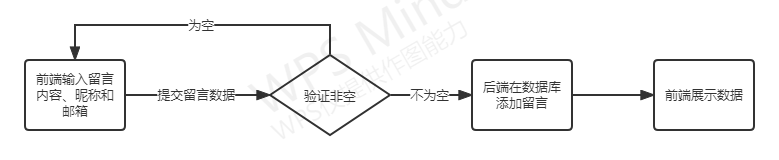 为空
前端输入留言
内容、昵称和
邮箱
提交留言数据
验证非空
不为空
后端在数据库
添加留言
前端展示数据
WPS Mind